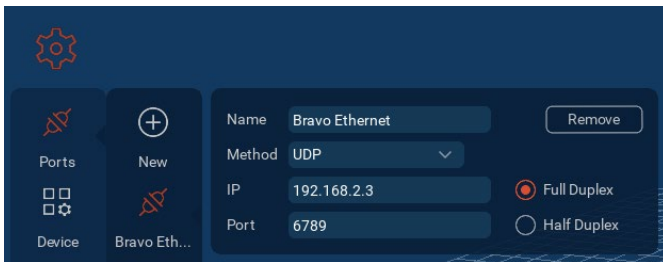 Ports
Device
New
Bravo Eth...
Name Bravo Ethernet Remove
Method UDP
IP 192.168.2.3 Full Duplex
Port 6789 Half Duplex